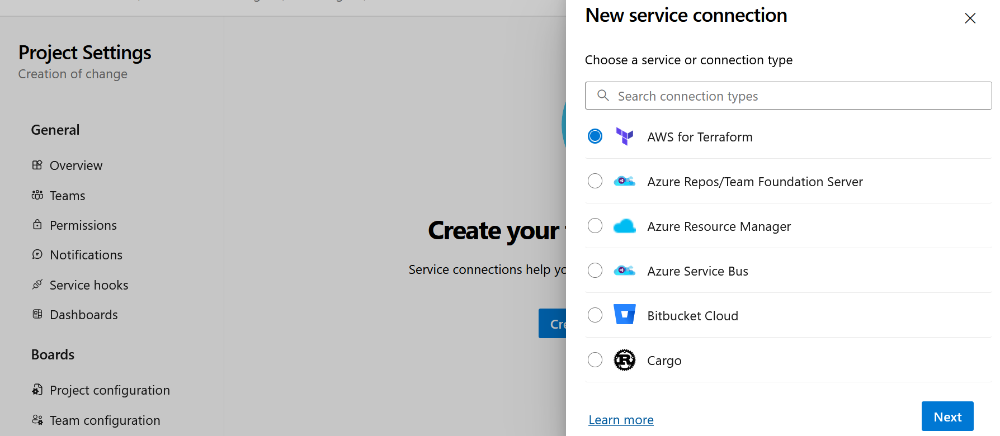 Project Settings
Creation of change
General
Overview
Teams
Permissions
Notifications
Service hooks
Dashboards
Boards
Project configuration
Team configuration
Create your
Service connections help yo
Cre
New service connection
Choose a service or connection type
Search connection types
AWS for Terraform
Azure Repos/Team Foundation Server
Azure Resource Manager
Azure Service Bus
Bitbucket Cloud
Cargo
Learn more
Next